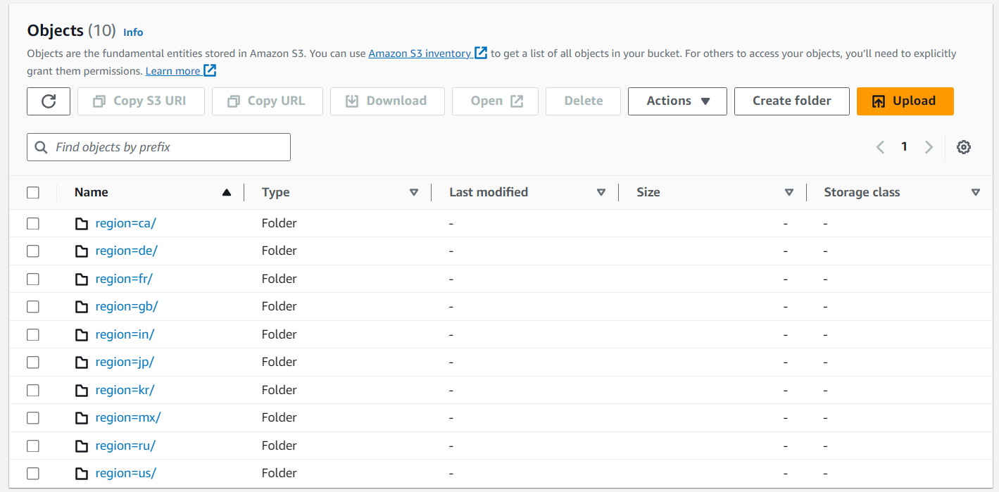 Objects (10) Info
Objects are the fundamental entities stored in Amazon S3. You can use Amazon S3 inventory to get a list of all objects in your bucket. For others to access your objects, you’ll need to explicitly
grant them permissions. Learn more
Copy S3 URI Copy URL Download Open Delete Actions Create folder Upload
Find objects by prefix 1
Name Type Last modified Size Storage class
region=ca/ Folder - - -
region=de/ Folder - - -
region=fr/ Folder - - -
region=gb/ Folder - - -
region=in/ Folder - - -
region=jp/ Folder - - -
region=kr/ Folder - - -
region=mx/ Folder - - -
region=ru/ Folder - - -
region=us/ Folder - - -